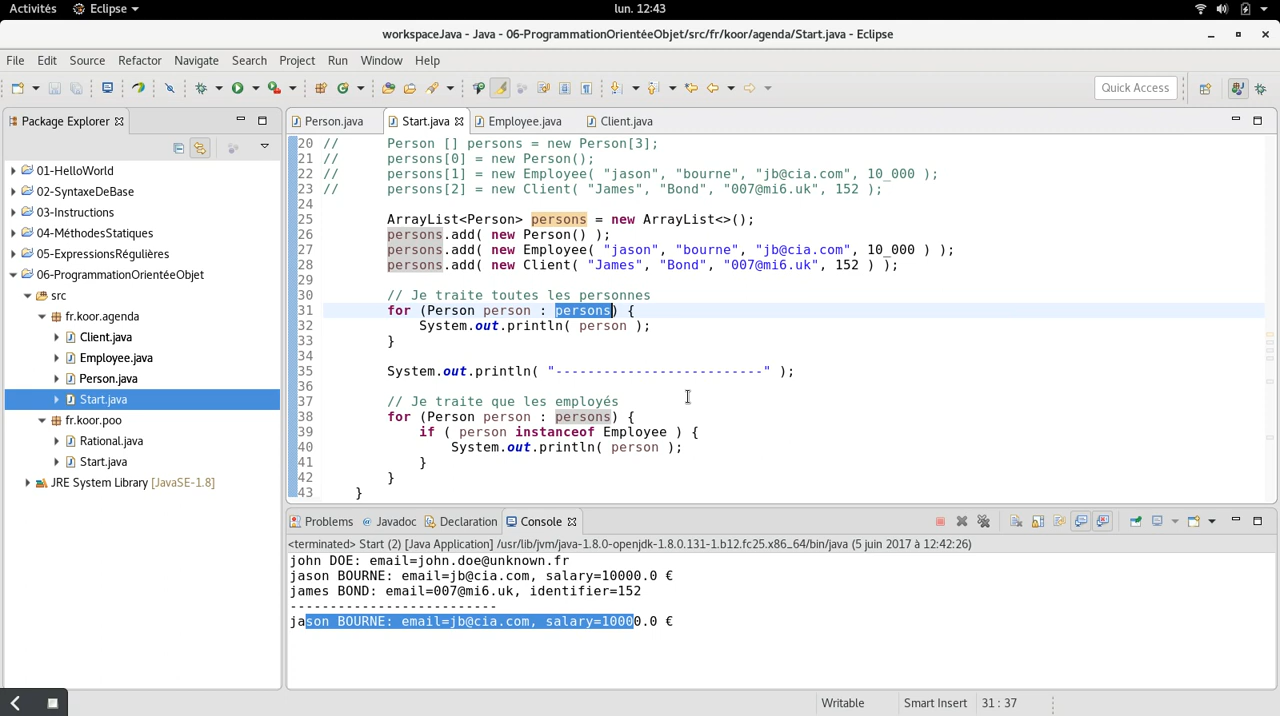 Activités Eclipse lun. 12:43
workspaceJava - Java - 06-ProgrammationOrientéeObjet/src/fr/koor/agenda/Start.java - Eclipse
File Edit Source Refactor Navigate Search Project Run Window Help
Quick Access
Package Explorer
01-HelloWorld
02-SyntaxeDeBase
03-Instructions
04-MéthodesStatiques
05-ExpressionsRégulières
06-ProgrammationOrientéeObjet
src
fr.koor.agenda
Client.java
Employee.java
Person.java
Start.java
fr.koor.poo
Rational.java
Start.java
JRE System Library [JavaSE-1.8]
Person.java Start.java Employee.java Client.java
20 // Person [] persons = new Person[3];
21 // persons[0] = new Person();
22 // persons[1] = new Employee( "jason", "bourne", "jb@cia.com", 10_000 );
23 // persons[2] = new Client( "James", "Bond", "007@mi6.uk", 152 );
24
25 ArrayList<Person> persons = new ArrayList<>();
26 persons.add( new Person() );
27 persons.add( new Employee( "jason", "bourne", "jb@cia.com", 10_000 ) );
28 persons.add( new Client( "James", "Bond", "007@mi6.uk", 152 ) );
29
30 // Je traite toutes les personnes
31 for (Person person : persons) {
32 System.out.println( person );
33 }
34
35 System.out.println( "--------------------------" );
36
37 // Je traite que les employés
38 for (Person person : persons) {
39 if ( person instanceof Employee ) {
40 System.out.println( person );
41 }
42 }
43 }
Problems Javadoc Declaration Console
<terminated> Start (2) [Java Application] /usr/lib/jvm/java-1.8.0-openjdk-1.8.0.131-1.b12.fc25.x86_64/bin/java (5 juin 2017 à 12:42:26)
john DOE: email=john.doe@unknown.fr
jason BOURNE: email=jb@cia.com, salary=10000.0 €
james BOND: email=007@mi6.uk, identifier=152
--------------------------
jason BOURNE: email=jb@cia.com, salary=10000.0 €
Writable Smart Insert 31 : 37